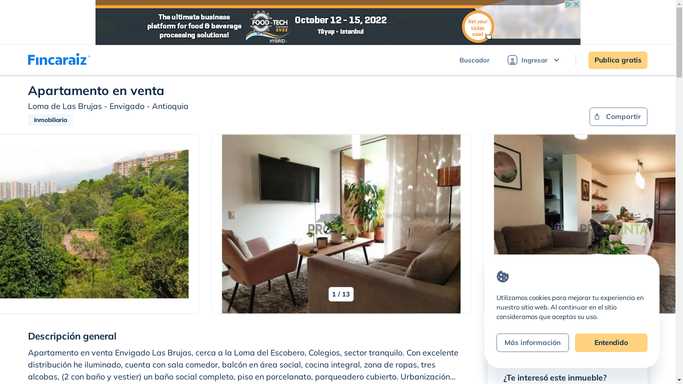 The ultimate business
platform for food & beverage
processing solutions!
FOOD-TECH
HYBRID
October 12 - 15, 2022
Tüyap - Istanbul
Get your
ticket
now!
Fincaraiz
Buscador
Ingresar
Publica gratis
Apartamento en venta
Loma de Las Brujas - Envigado - Antioquia
Inmobiliaria
Compartir
1 / 13
Utilizamos cookies para mejorar tu experiencia en
nuestro sitio web. Al continuar en el sitio
consideramos que aceptas su uso.
Más información
Entendido
Descripción general
Apartamento en venta Envigado Las Brujas, cerca a la Loma del Escobero, Colegios, sector tranquilo. Con excelente
distribución he iluminado, cuenta con sala comedor, balcón en área social, cocina integral, zona de ropas, tres
alcobas, (2 con baño y vestier) un baño social completo, piso en porcelanato, parqueadero cubierto. Urbanización...
¿Te interesó este inmueble?